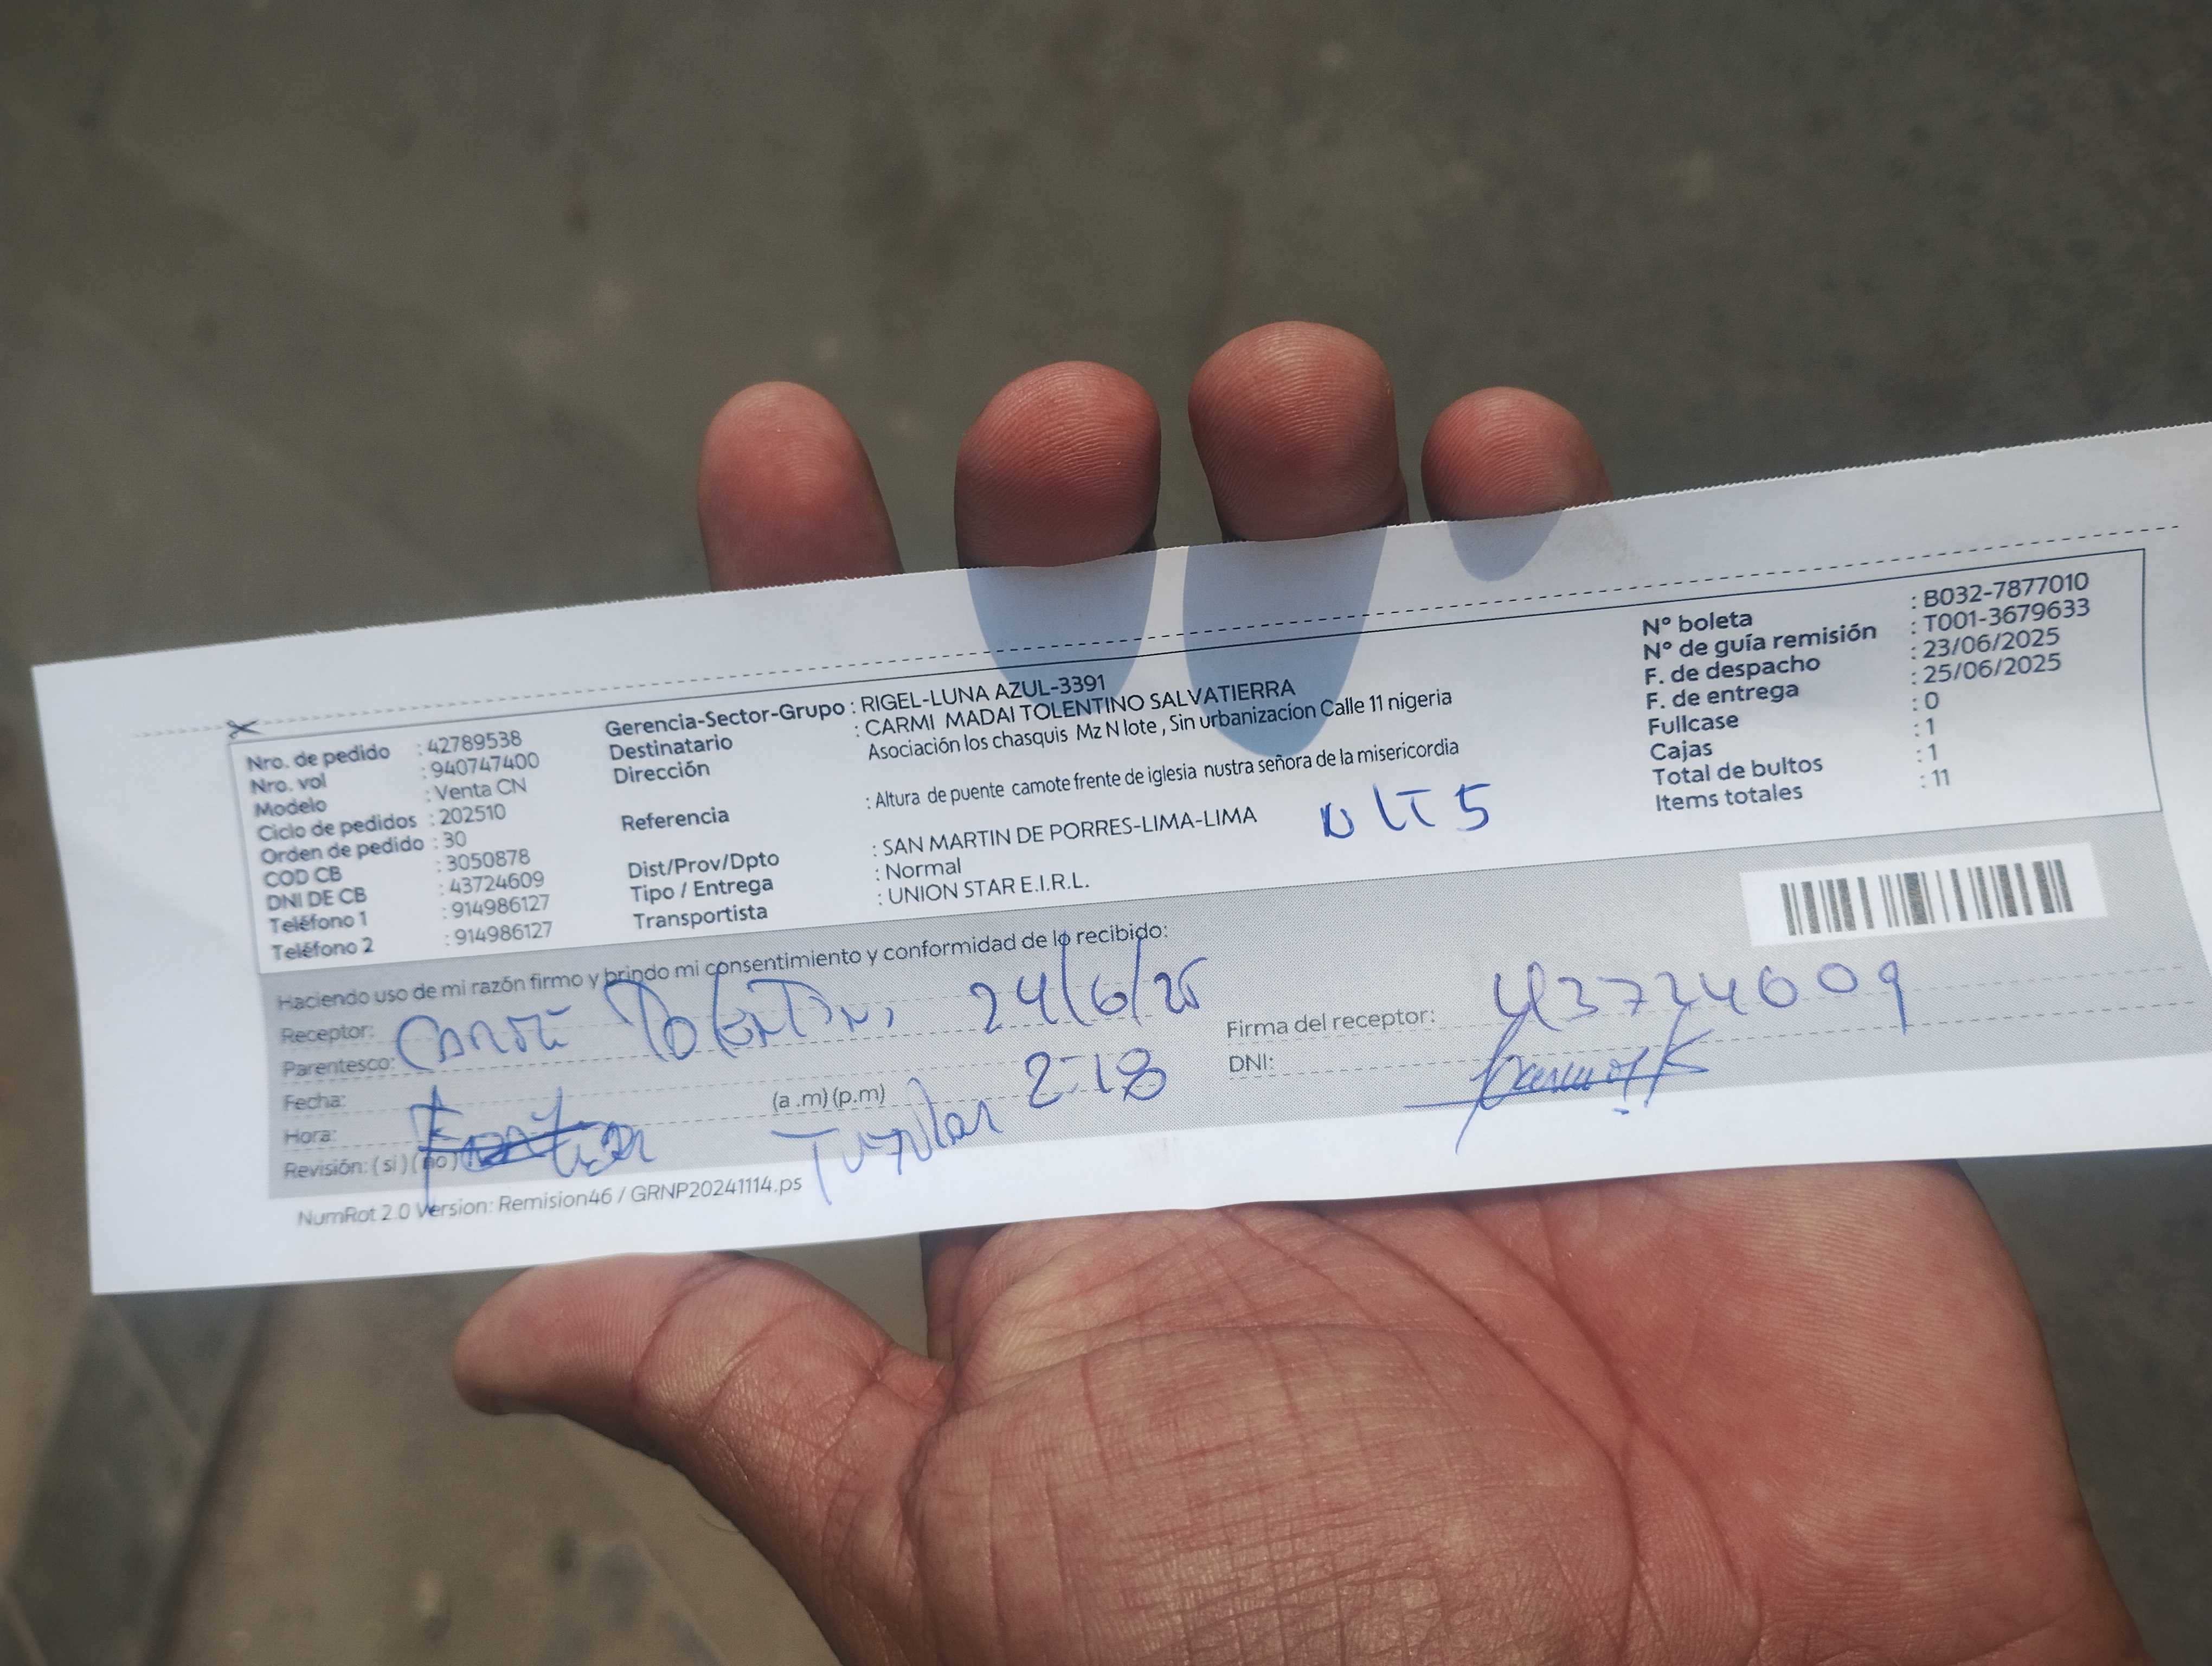 Nro. de pedido : 42789538
Nro. vol : 940747400
Modelo : Venta CN
Ciclo de pedidos : 202510
Orden de pedido : 30
COD CB : 3050878
DNI DE CB : 43724609
Teléfono 1 : 914986127
Teléfono 2 : 914986127
Gerencia-Sector-Grupo : RIGEL-LUNA AZUL-3391
Destinatario : CARMI MADAI TOLENTINO SALVATIERRA
Dirección Asociación los chasquis Mz N lote , Sin urbanizacion Calle 11 nigeria
Referencia : Altura de puente camote frente de iglesia nustra señora de la misericordia
Dist/Prov/Dpto : SAN MARTIN DE PORRES-LIMA-LIMA
Tipo / Entrega : Normal
Transportista : UNION STAR E.I.R.L.
N LT 5
N° boleta : B032-7877010
N° de guía remisión : T001-3679633
F. de despacho : 23/06/2025
F. de entrega : 25/06/2025
Fullcase : 0
Cajas : 1
Total de bultos : 1
Items totales : 11
Haciendo uso de mi razón firmo y brindo mi consentimiento y conformidad de lo recibido:
Receptor: Tolentino 24/6/25
Parentesco:
Fecha:
Hora: (a .m) (p.m) 2-18
Revisión: ( si ) ( no ) Titular
Firma del receptor: 43724609
DNI:
NumRot 2.0 Version: Remision46 / GRNP20241114.ps